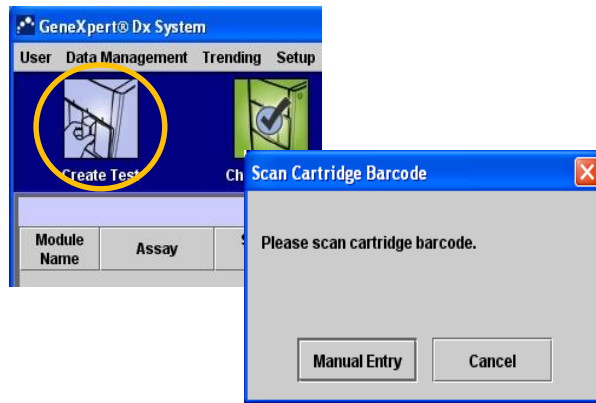 GeneXpert® Dx System
User Data Management Trending Setup
Create Test
Ch
Module Name
Assay
S
Scan Cartridge Barcode
Please scan cartridge barcode.
Manual Entry
Cancel